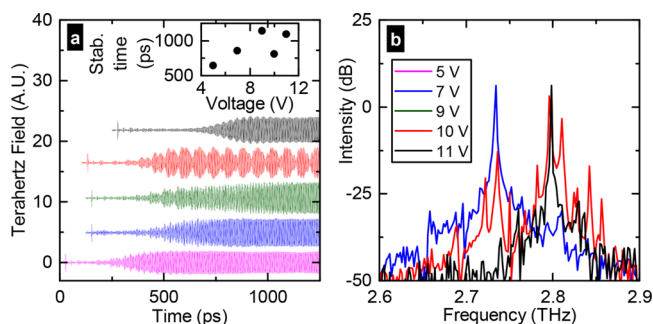 a
40
30
20
10
0
Terahertz Field (A.U.)
0
500
1000
Time (ps)
Stab.
time
(ps)
1000
500
4
8
12
Voltage (V)
b
25
0
-25
-50
Intensity (dB)
5 V
7 V
9 V
10 V
11 V
2.6
2.7
2.8
2.9
Frequency (THz)